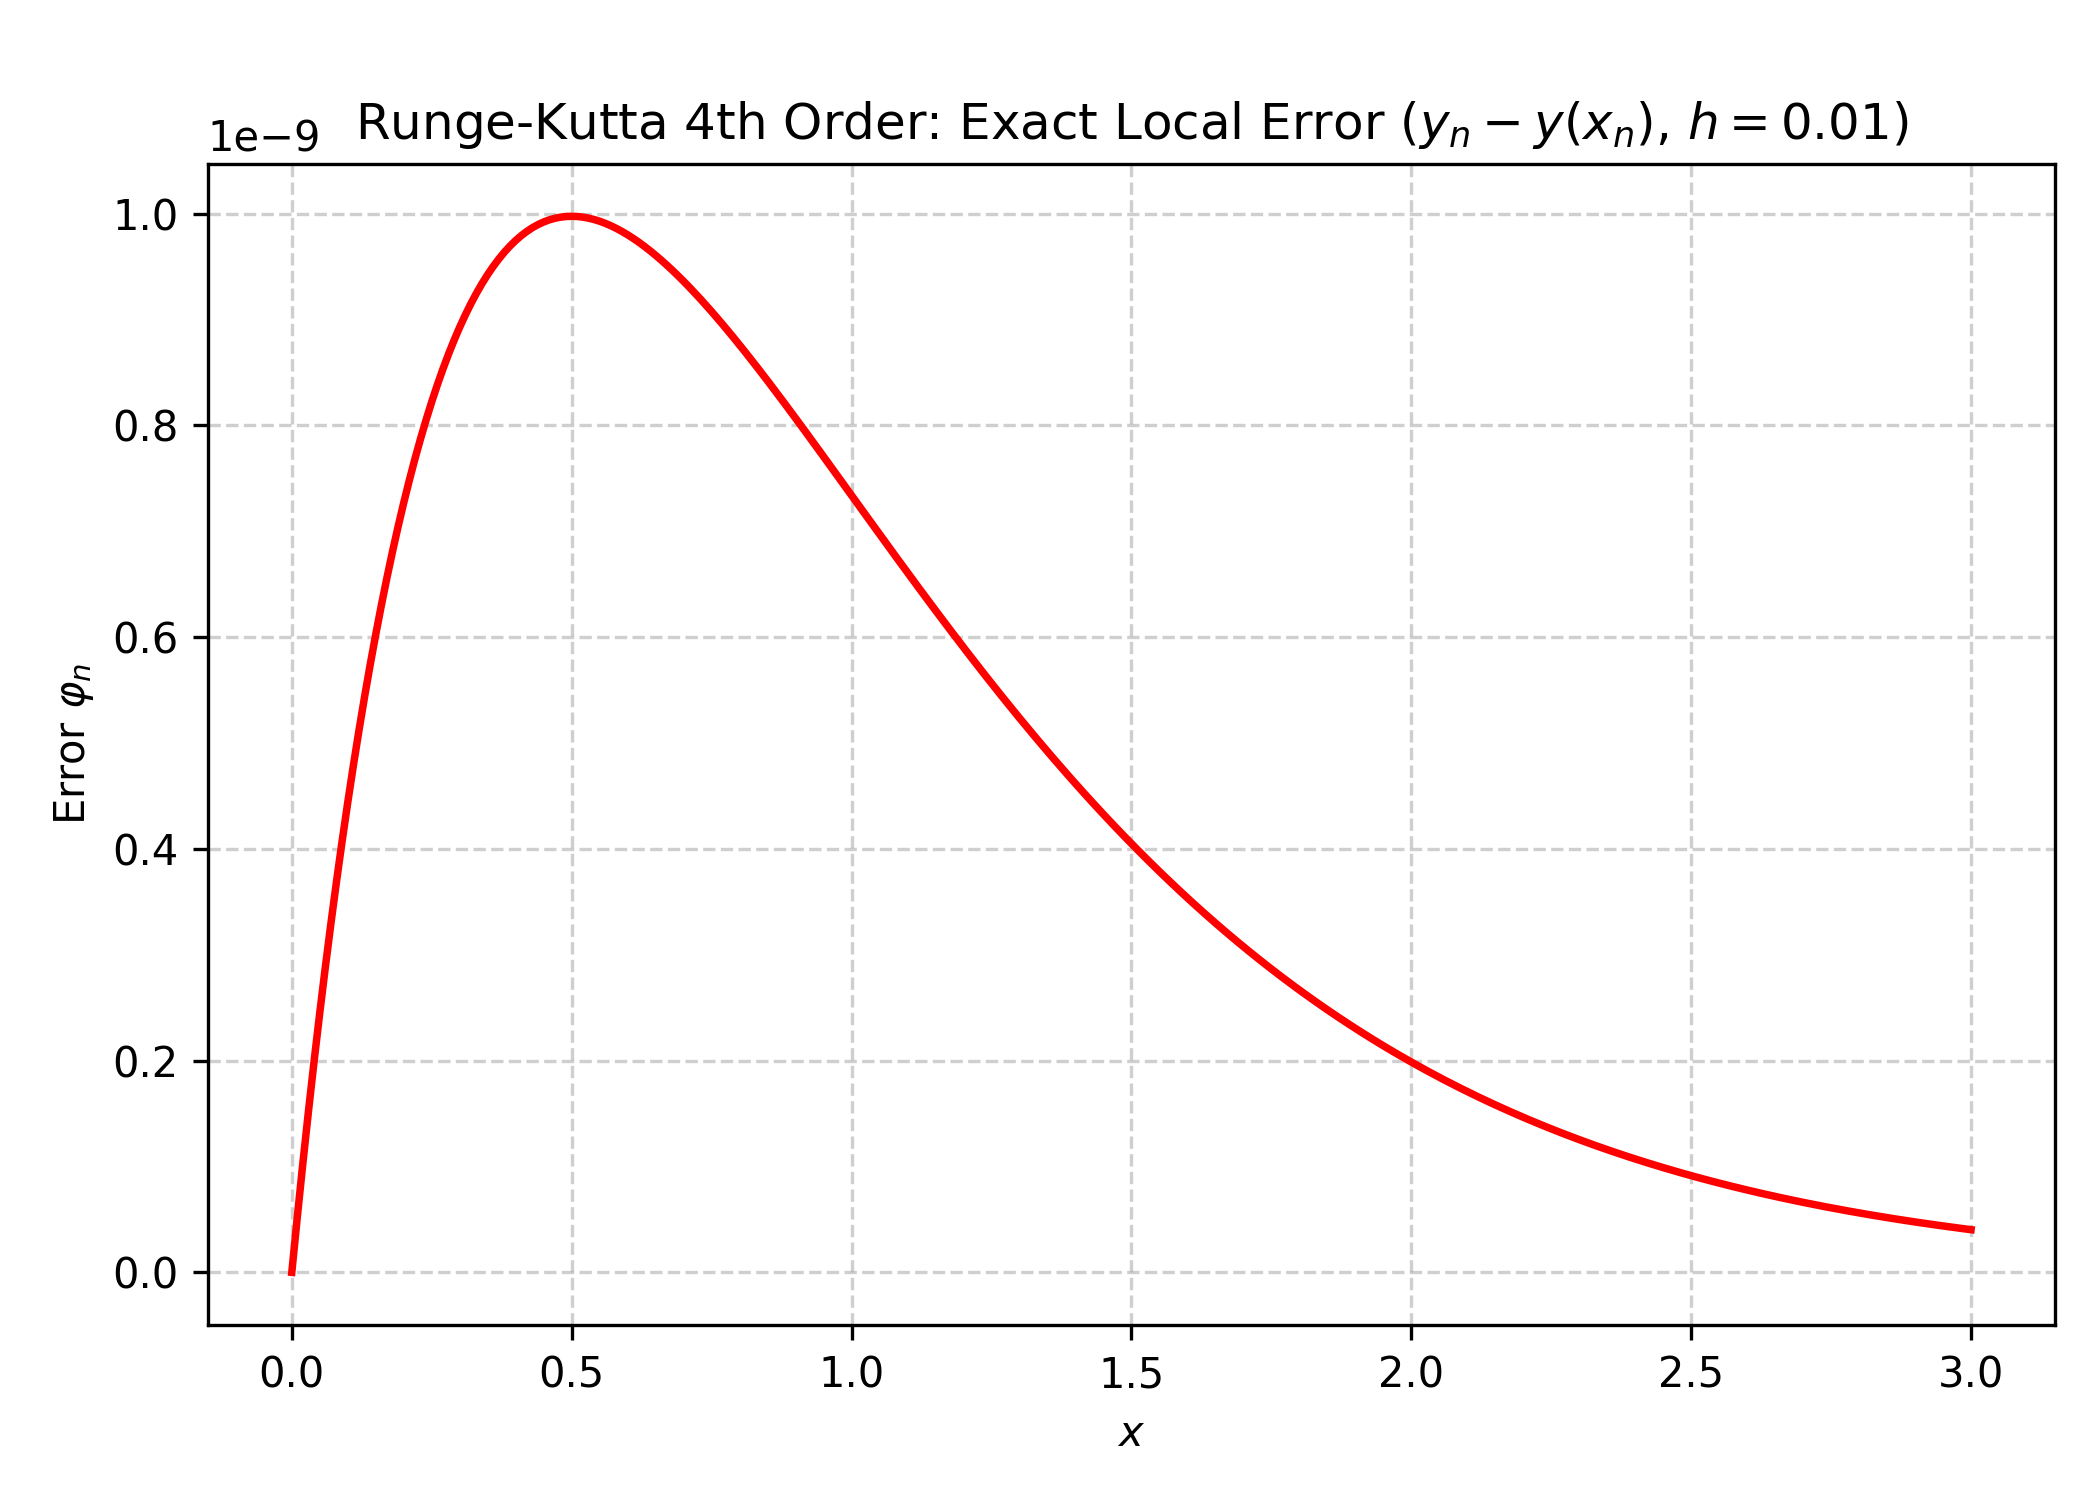 Runge-Kutta 4th Order: Exact Local Error (yₙ − y(xₙ), h = 0.01)
1e−9
1.0
0.8
0.6
0.4
0.2
0.0
Error φₙ
0.0 0.5 1.0 1.5 2.0 2.5 3.0
x